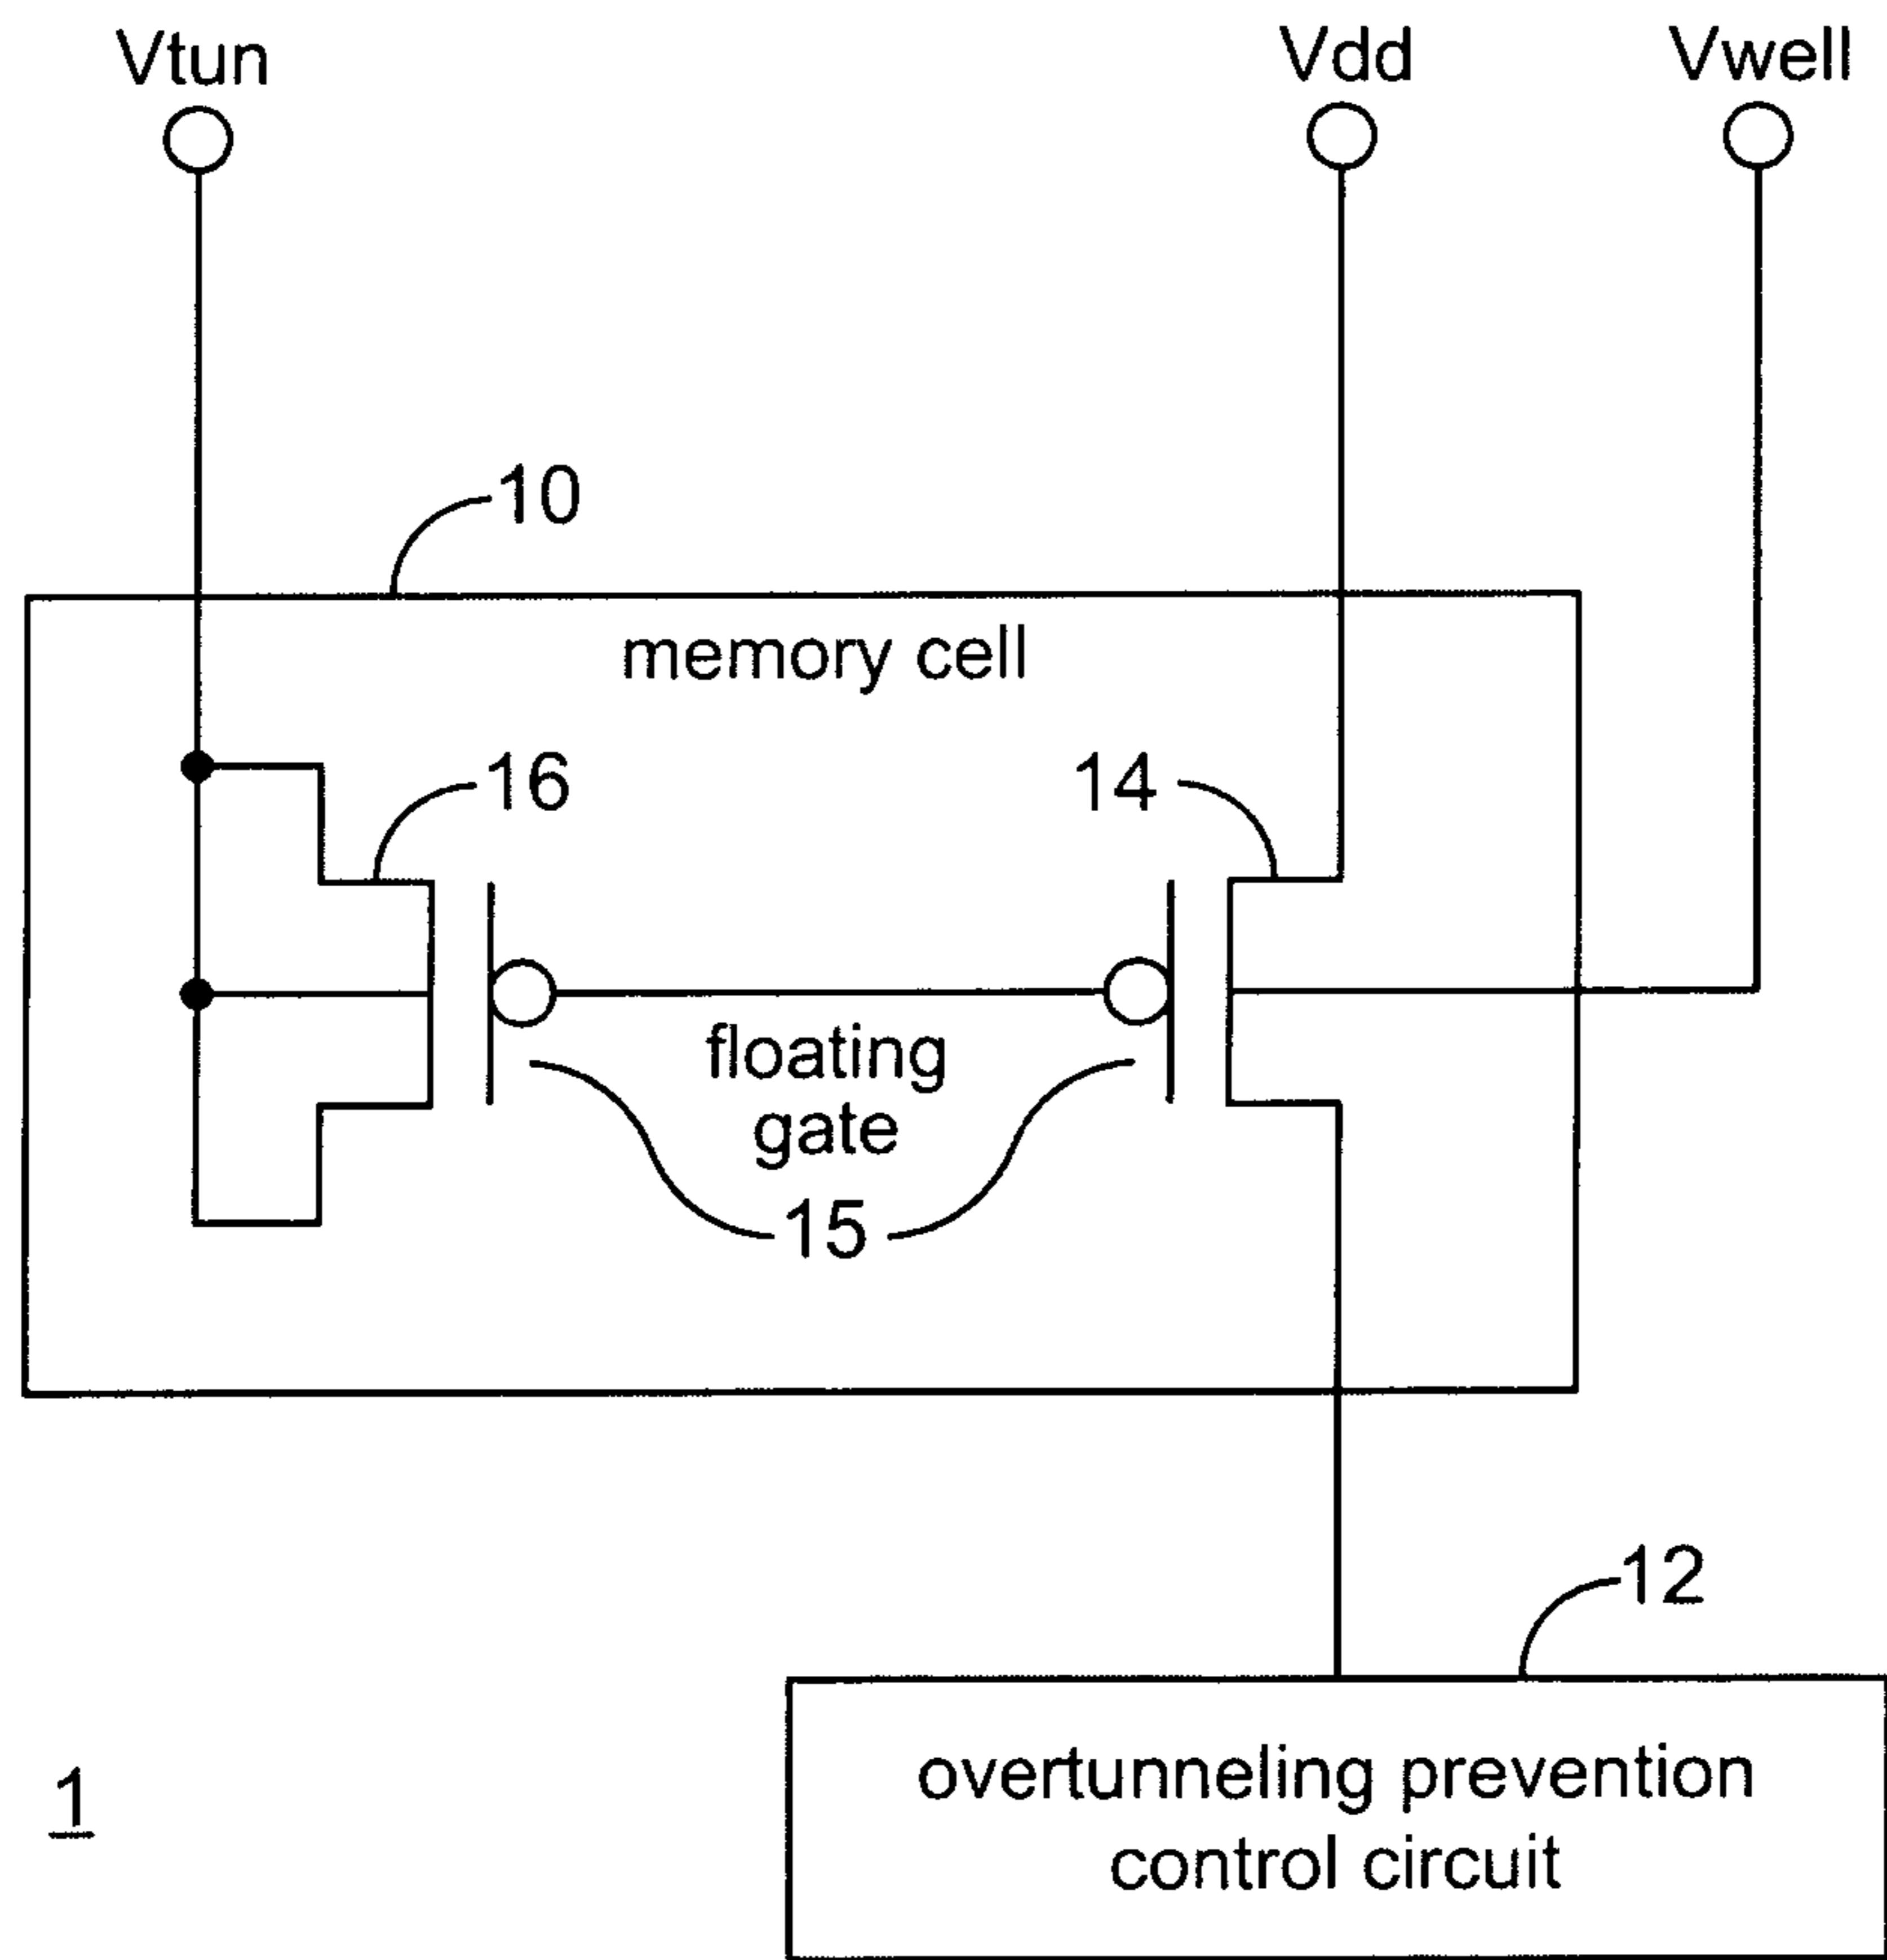 Vtun
Vdd
Vwell
10
memory cell
16
14
floating
gate
15
12
overtunneling prevention
control circuit
1